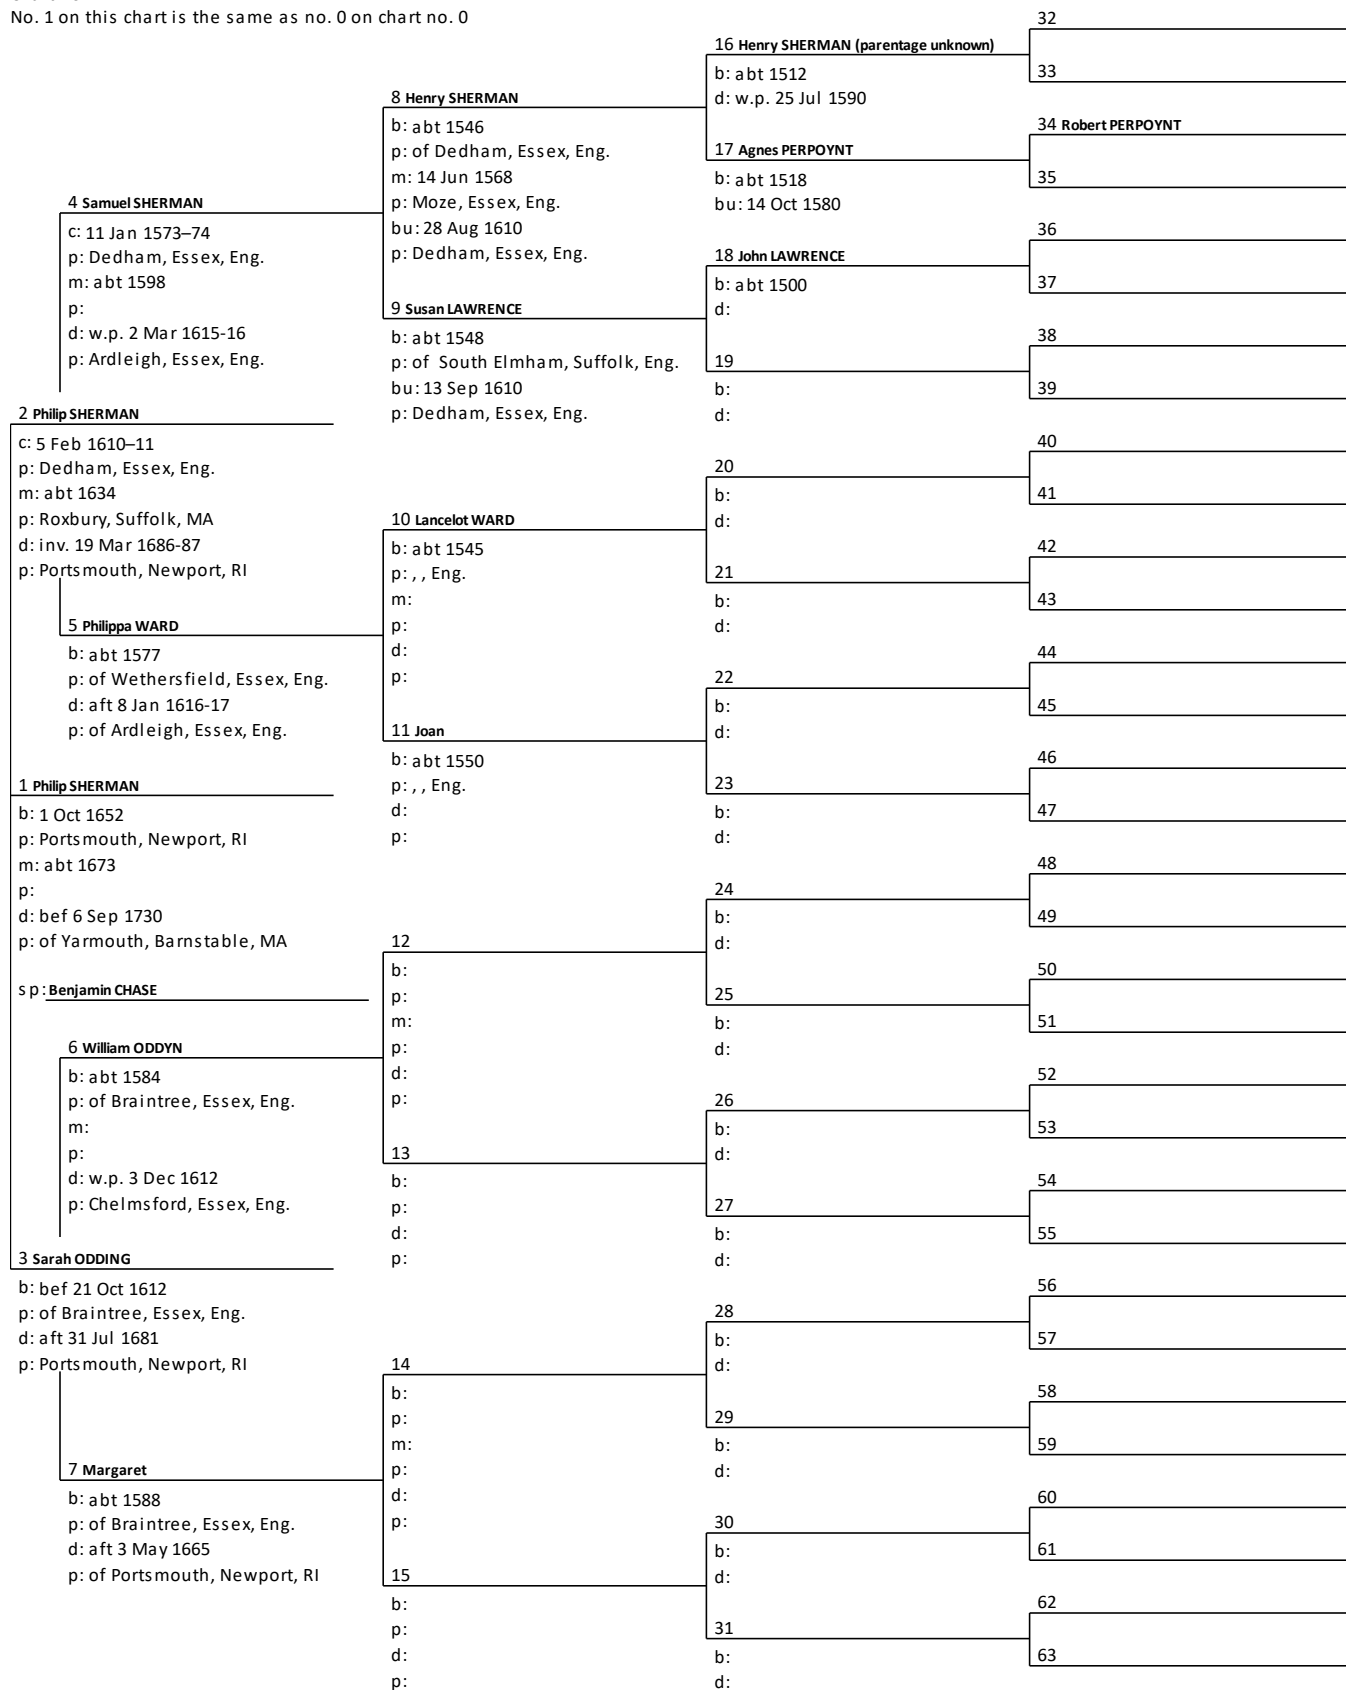 No. 1 on this chart is the same as no. 0 on chart no. 0
2 Philip SHERMAN
c: 5 Feb 1610–11
p: Dedham, Essex, Eng.
m: abt 1634
p: Roxbury, Suffolk, MA
d: inv. 19 Mar 1686-87
p: Portsmouth, Newport, RI
1 Philip SHERMAN
b: 1 Oct 1652
p: Portsmouth, Newport, RI
m: abt 1673
p:
d: bef 6 Sep 1730
p: of Yarmouth, Barnstable, MA
sp: Benjamin CHASE
3 Sarah ODDING
b: bef 21 Oct 1612
p: of Braintree, Essex, Eng.
d: aft 31 Jul 1681
p: Portsmouth, Newport, RI
4 Samuel SHERMAN
c: 11 Jan 1573–74
p: Dedham, Essex, Eng.
m: abt 1598
p:
d: w.p. 2 Mar 1615-16
p: Ardleigh, Essex, Eng.
5 Philippa WARD
b: abt 1577
p: of Wethersfield, Essex, Eng.
d: aft 8 Jan 1616-17
p: of Ardleigh, Essex, Eng.
6 William ODDYN
b: abt 1584
p: of Braintree, Essex, Eng.
m:
p:
d: w.p. 3 Dec 1612
p: Chelmsford, Essex, Eng.
7 Margaret
b: abt 1588
p: of Braintree, Essex, Eng.
d: aft 3 May 1665
p: of Portsmouth, Newport, RI
8 Henry SHERMAN
b: abt 1546
p: of Dedham, Essex, Eng.
m: 14 Jun 1568
p: Moze, Essex, Eng.
bu: 28 Aug 1610
p: Dedham, Essex, Eng.
9 Susan LAWRENCE
b: abt 1548
p: of South Elmham, Suffolk, Eng.
bu: 13 Sep 1610
p: Dedham, Essex, Eng.
10 Lancelot WARD
b: abt 1545
p: , , Eng.
m:
p:
d:
p:
11 Joan
b: abt 1550
p: , , Eng.
d:
p:
12
b:
p:
m:
p:
d:
p:
13
b:
p:
d:
p:
14
b:
p:
m:
p:
d:
p:
15
b:
p:
d:
p:
16 Henry SHERMAN (parentage unknown)
b: abt 1512
d: w.p. 25 Jul 1590
17 Agnes PERPOYNT
b: abt 1518
bu: 14 Oct 1580
18 John LAWRENCE
b: abt 1500
d:
19
b:
d:
20
b:
d:
21
b:
d:
22
b:
d:
23
b:
d:
24
b:
d:
25
b:
d:
26
b:
d:
27
b:
d:
28
b:
d:
29
b:
d:
30
b:
d:
31
b:
d:
32
33
34 Robert PERPOYNT
35
36
37
38
39
40
41
42
43
44
45
46
47
48
49
50
51
52
53
54
55
56
57
58
59
60
61
62
63